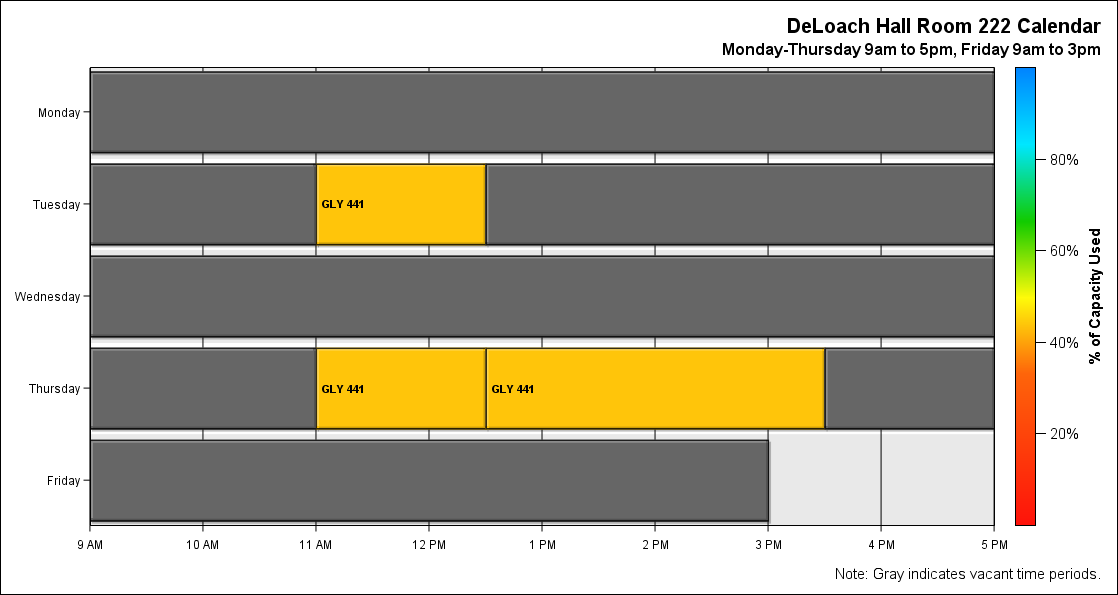 DeLoach Hall Room 222 Calendar
Monday-Thursday 9am to 5pm, Friday 9am to 3pm
Monday
Tuesday
GLY 441
Wednesday
Thursday
GLY 441
GLY 441
Friday
9 AM
10 AM
11 AM
12 PM
1 PM
2 PM
3 PM
4 PM
5 PM
80%
60%
40%
20%
% of Capacity Used
Note: Gray indicates vacant time periods.